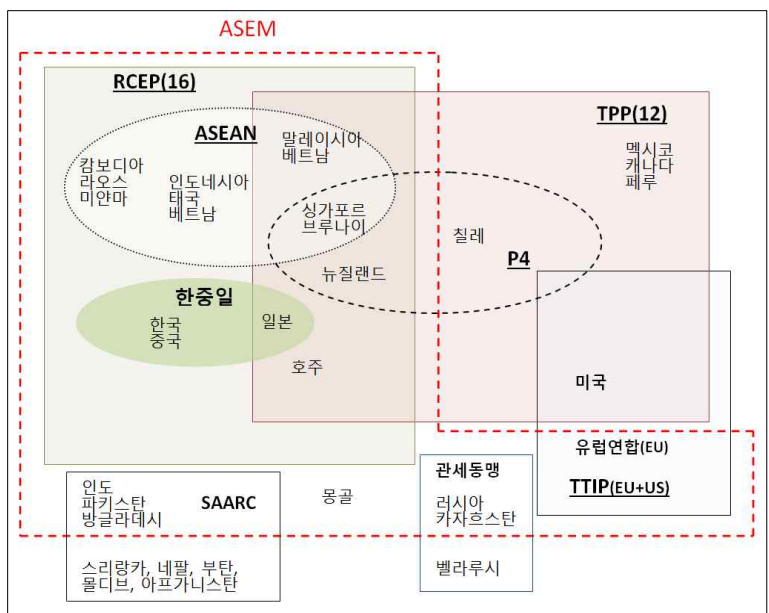 ASEM
RCEP(16)
TPP(12)
ASEAN
말레이시아
베트남
멕시코
캐나다
페루
캄보디아
라오스
미얀마
인도네시아
태국
베트남
싱가포르
브루나이
칠레
P4
뉴질랜드
한중일
한국
중국
일본
호주
미국
유럽연합(EU)
TTIP(EU+US)
관세동맹
러시아
카자흐스탄
벨라루시
몽골
SAARC
인도
파키스탄
방글라데시
스리랑카, 네팔, 부탄,
몰디브, 아프가니스탄